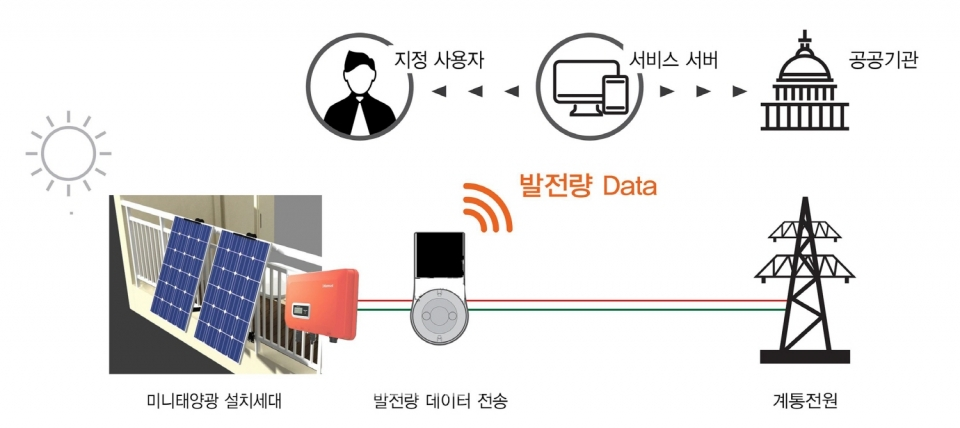 지정 사용자
서비스 서버
공공기관
발전량 Data
미니태양광 설치세대
발전량 데이터 전송
계통전원